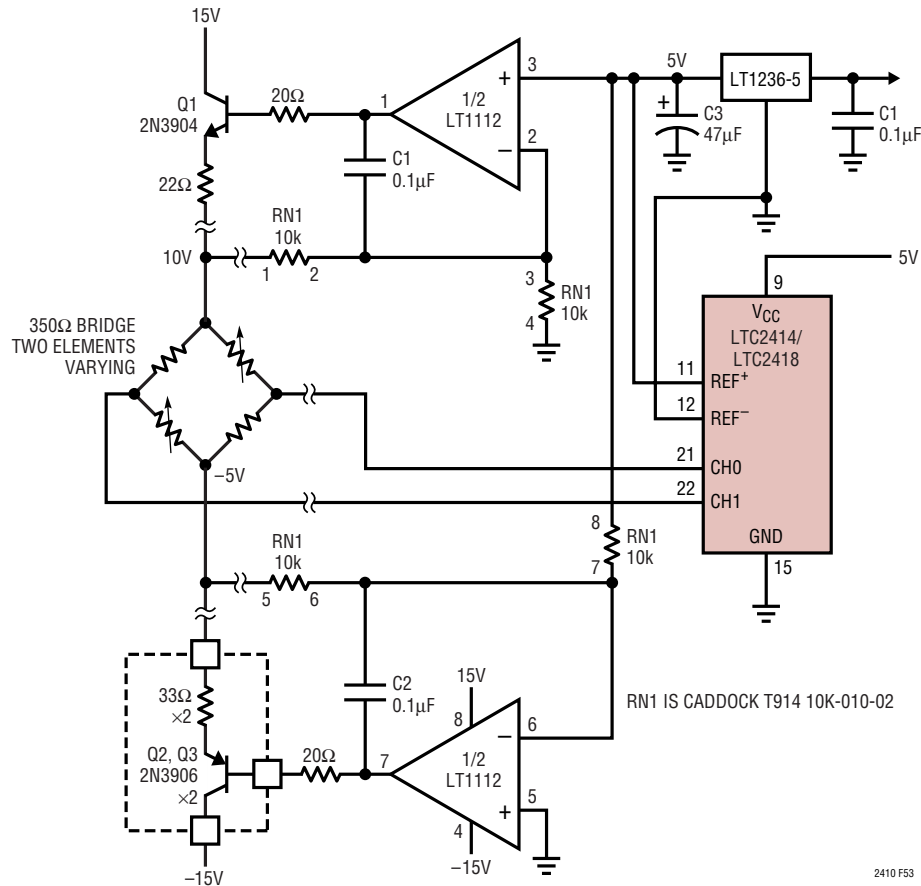 15V
Q1
2N3904
20Ω
1
1/2
LT1112
+
3
−
2
5V
LT1236-5
+
C3
47µF
C1
0.1µF
C1
0.1µF
22Ω
10V
RN1
10k
1
2
3
4
RN1
10k
5V
9
VCC
LTC2414/
LTC2418
11
REF+
12
REF−
21
CH0
22
CH1
GND
15
350Ω BRIDGE
TWO ELEMENTS
VARYING
−5V
8
7
RN1
10k
RN1
10k
5
6
C2
0.1µF
RN1 IS CADDOCK T914 10K-010-02
33Ω
×2
Q2, Q3
2N3906
×2
20Ω
7
15V
8
1/2
LT1112
−
6
+
5
4
−15V
−15V
2410 F53